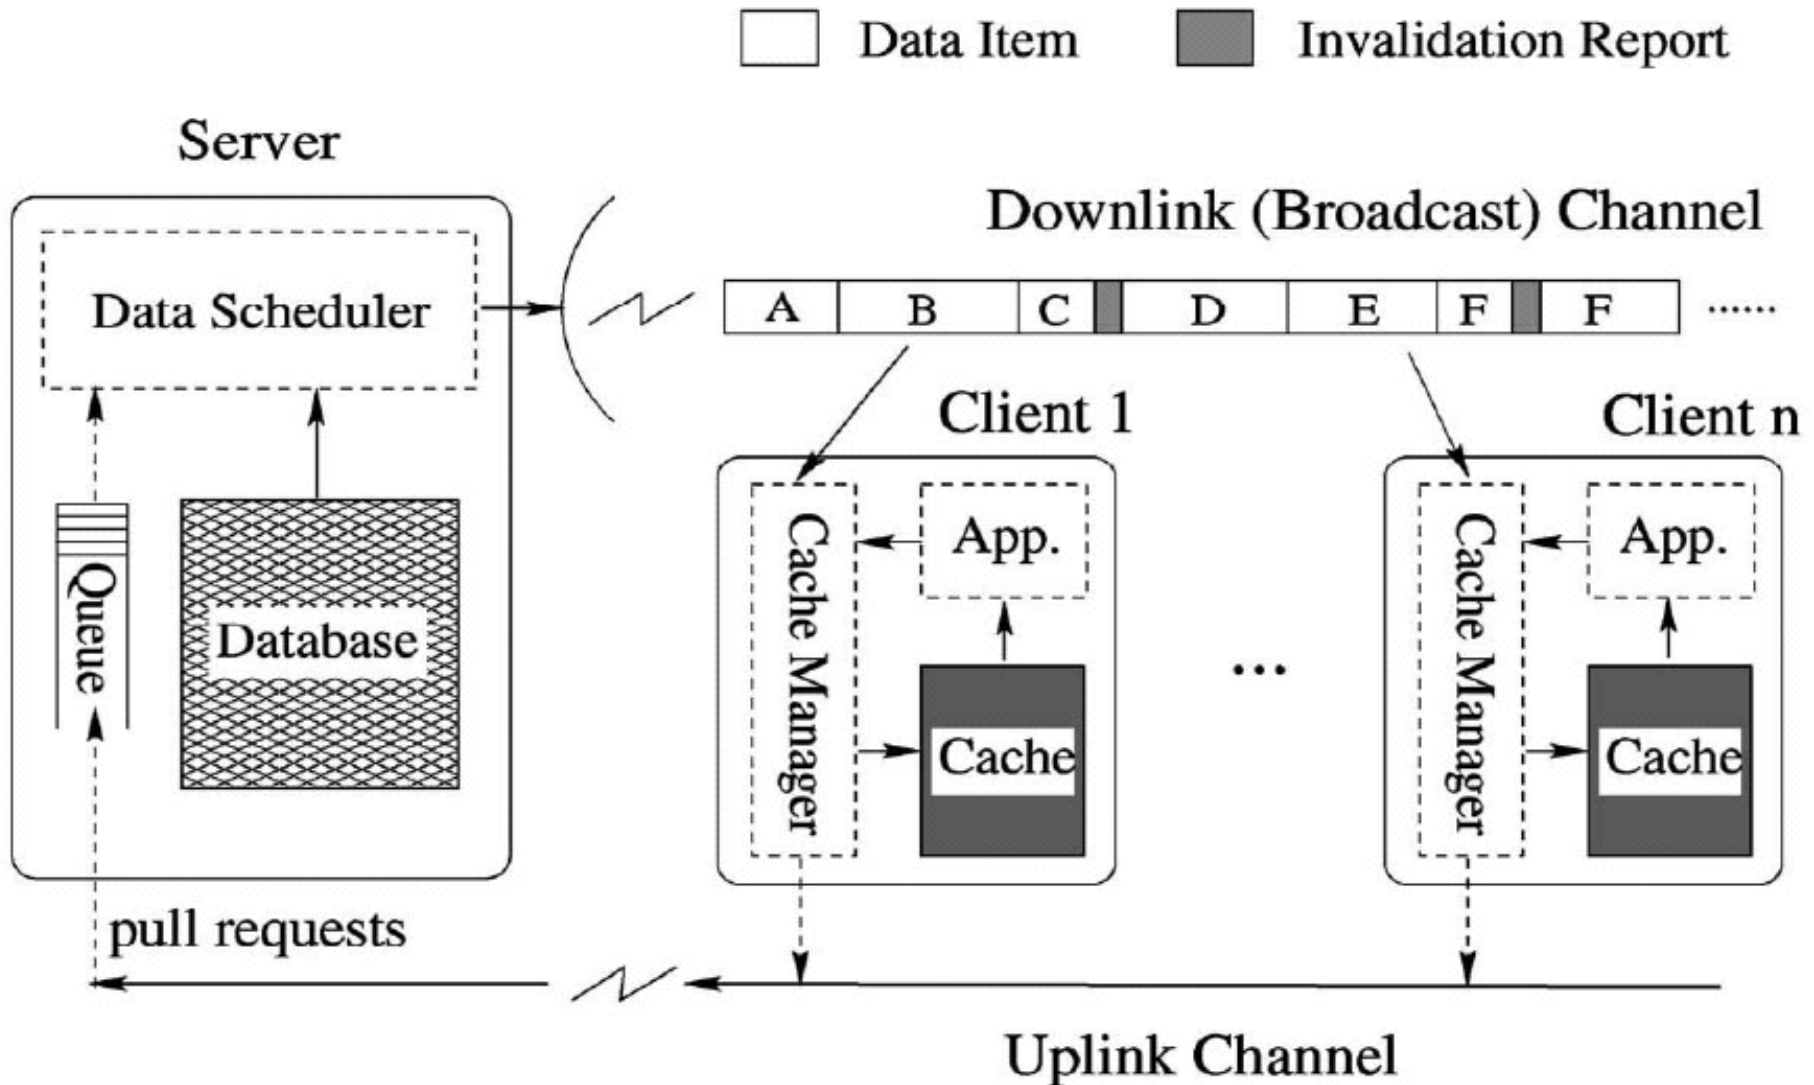 Data Item
Invalidation Report
Server
Downlink (Broadcast) Channel
Data Scheduler
A B C D E F F ......
Client 1
Client n
Queue
Database
Cache Manager
App.
Cache
...
Cache Manager
App.
Cache
pull requests
Uplink Channel